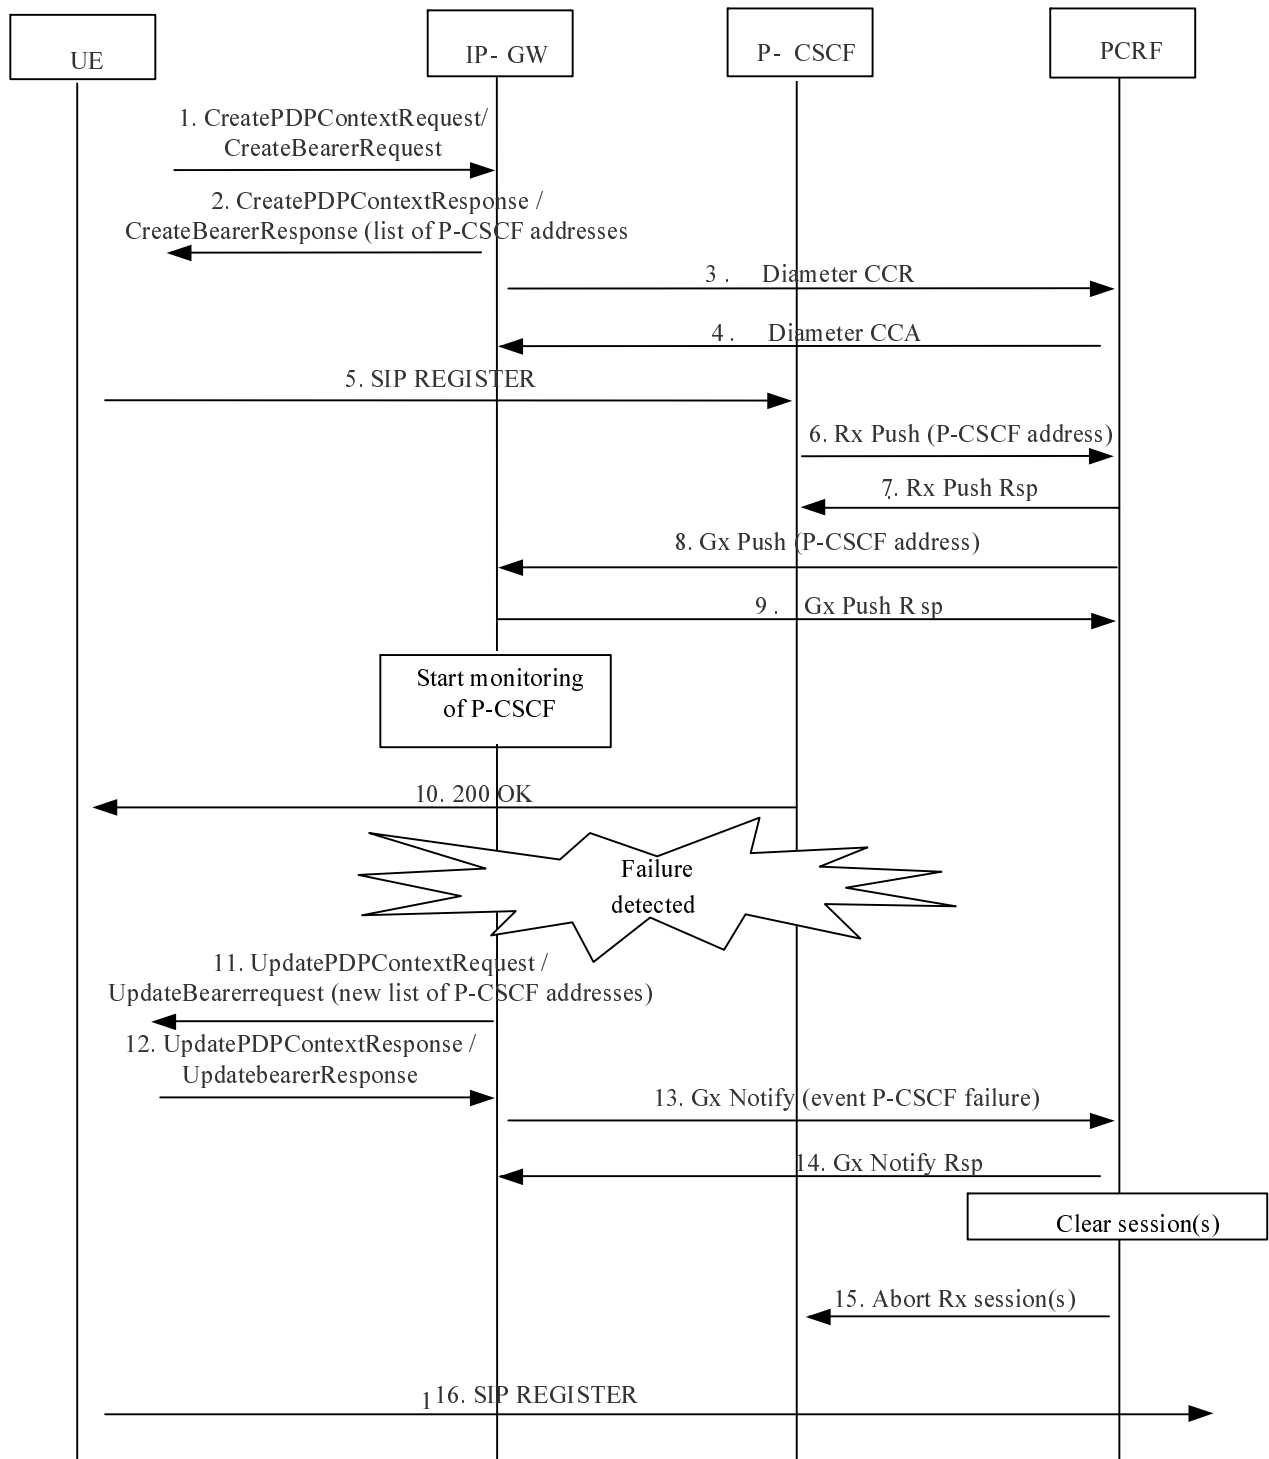 UE
IP- GW
P- CSCF
PCRF
1. CreatePDPContextRequest/
CreateBearerRequest
2. CreatePDPContextResponse /
CreateBearerResponse (list of P-CSCF addresses
3 . Diameter CCR
4 . Diameter CCA
5. SIP REGISTER
6. Rx Push (P-CSCF address)
7. Rx Push Rsp
8. Gx Push (P-CSCF address)
9 . Gx Push R sp
Start monitoring
of P-CSCF
10. 200 OK
Failure
detected
11. UpdatePDPContextRequest /
UpdateBearerrequest (new list of P-CSCF addresses)
12. UpdatePDPContextResponse /
UpdatebearerResponse
13. Gx Notify (event P-CSCF failure)
14. Gx Notify Rsp
Clear session(s)
15. Abort Rx session(s)
1 16. SIP REGISTER